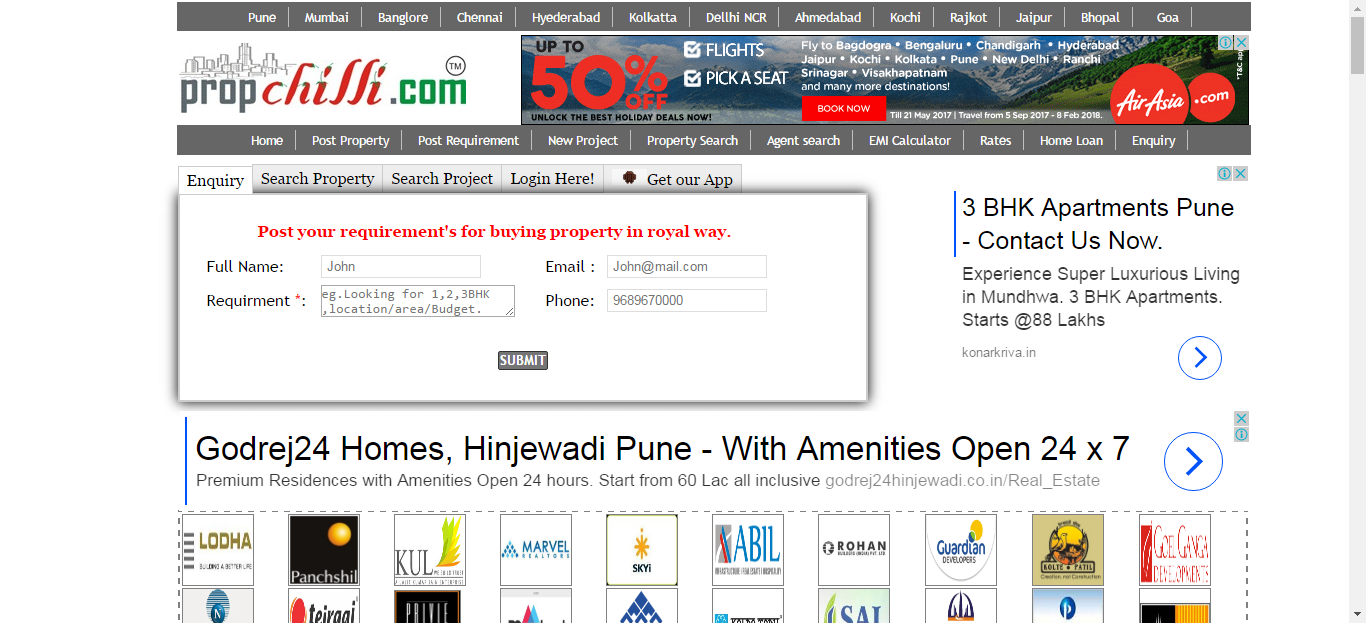 Pune Mumbai Banglore Chennai Hyederabad Kolkatta Dellhi NCR Ahmedabad Kochi Rajkot Jaipur Bhopal Goa
propchilli.com TM
UP TO
50% OFF
UNLOCK THE BEST HOLIDAY DEALS NOW!
FLIGHTS
PICK A SEAT
Fly to Bagdogra • Bengaluru • Chandigarh • Hyderabad
Jaipur • Kochi • Kolkata • Pune • New Delhi • Ranchi
Srinagar • Visakhapatnam
and many more destinations!
BOOK NOW
Till 21 May 2017 | Travel from 5 Sep 2017 - 8 Feb 2018.
AirAsia.com
Home Post Property Post Requirement New Project Property Search Agent search EMI Calculator Rates Home Loan Enquiry
Enquiry Search Property Search Project Login Here! Get our App
Post your requirement's for buying property in royal way.
Full Name: John Email : John@mail.com
Requirment *: eg.Looking for 1,2,3BHK
,location/area/Budget.
Phone: 9689670000
SUBMIT
3 BHK Apartments Pune
- Contact Us Now.
Experience Super Luxurious Living
in Mundhwa. 3 BHK Apartments.
Starts @88 Lakhs
konarkriva.in
Godrej24 Homes, Hinjewadi Pune - With Amenities Open 24 x 7
Premium Residences with Amenities Open 24 hours. Start from 60 Lac all inclusive godrej24hinjewadi.co.in/Real_Estate
LODHA
BUILDING A BETTER LIFE
Panchshil
KUL
MARVEL
REALTORS
SKYi
ABIL
ROHAN
Guardian
DEVELOPERS
KOLTE PATIL
Creation, not Construction
GOEL GANGA
DEVELOPMENTS
PRIVIE